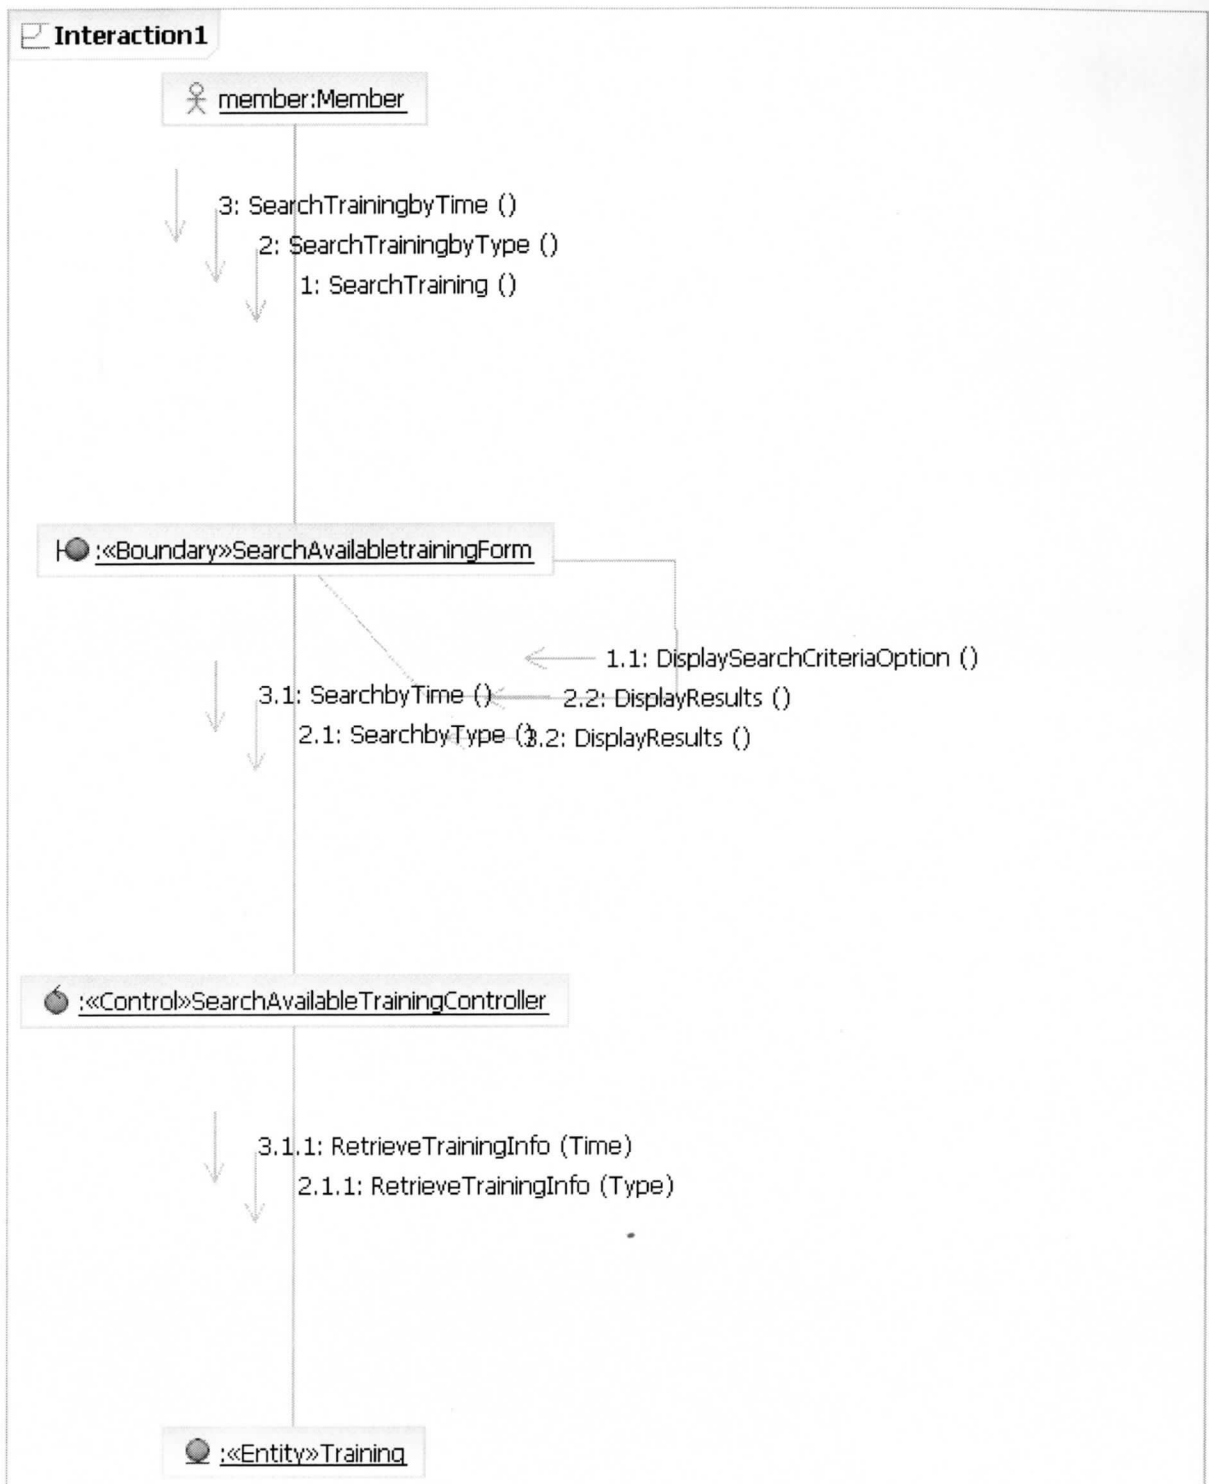 Interaction1
member:Member
3: SearchTrainingbyTime ()
2: SearchTrainingbyType ()
1: SearchTraining ()
:«Boundary»SearchAvailabletrainingForm
1.1: DisplaySearchCriteriaOption ()
3.1: SearchbyTime ()
2.2: DisplayResults ()
2.1: SearchbyType ()
3.2: DisplayResults ()
:«Control»SearchAvailableTrainingController
3.1.1: RetrieveTrainingInfo (Time)
2.1.1: RetrieveTrainingInfo (Type)
:«Entity»Training